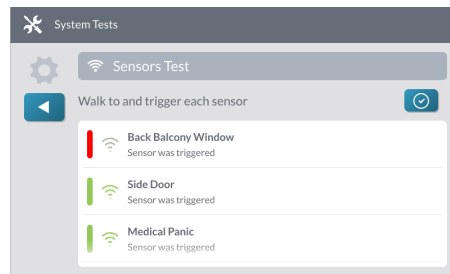 System Tests
Sensors Test
Walk to and trigger each sensor
Back Balcony Window
Sensor was triggered
Side Door
Sensor was triggered
Medical Panic
Sensor was triggered